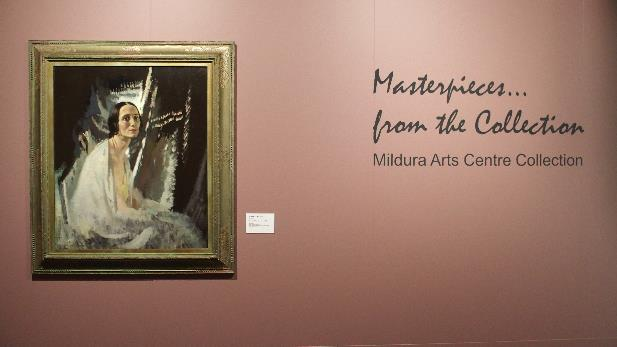 Masterpieces...
from the Collection
Mildura Arts Centre Collection